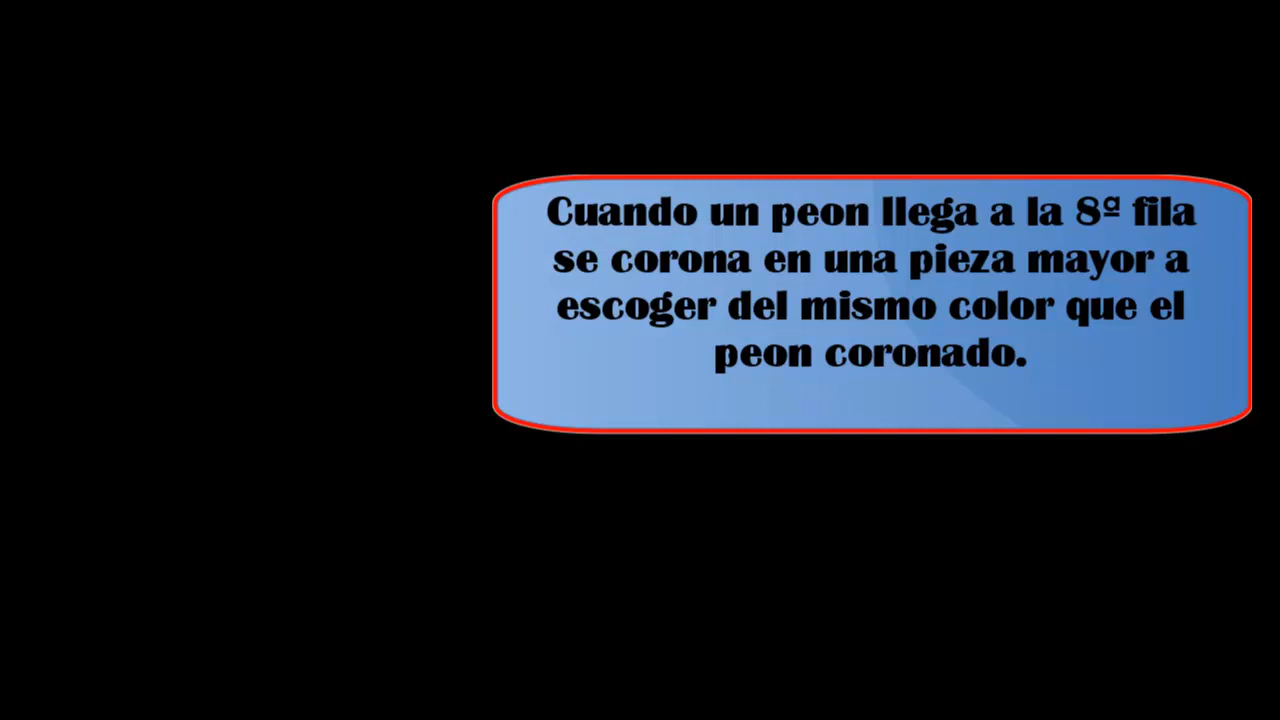 Cuando un peon llega a la 8ª fila
se corona en una pieza mayor a
escoger del mismo color que el
peon coronado.